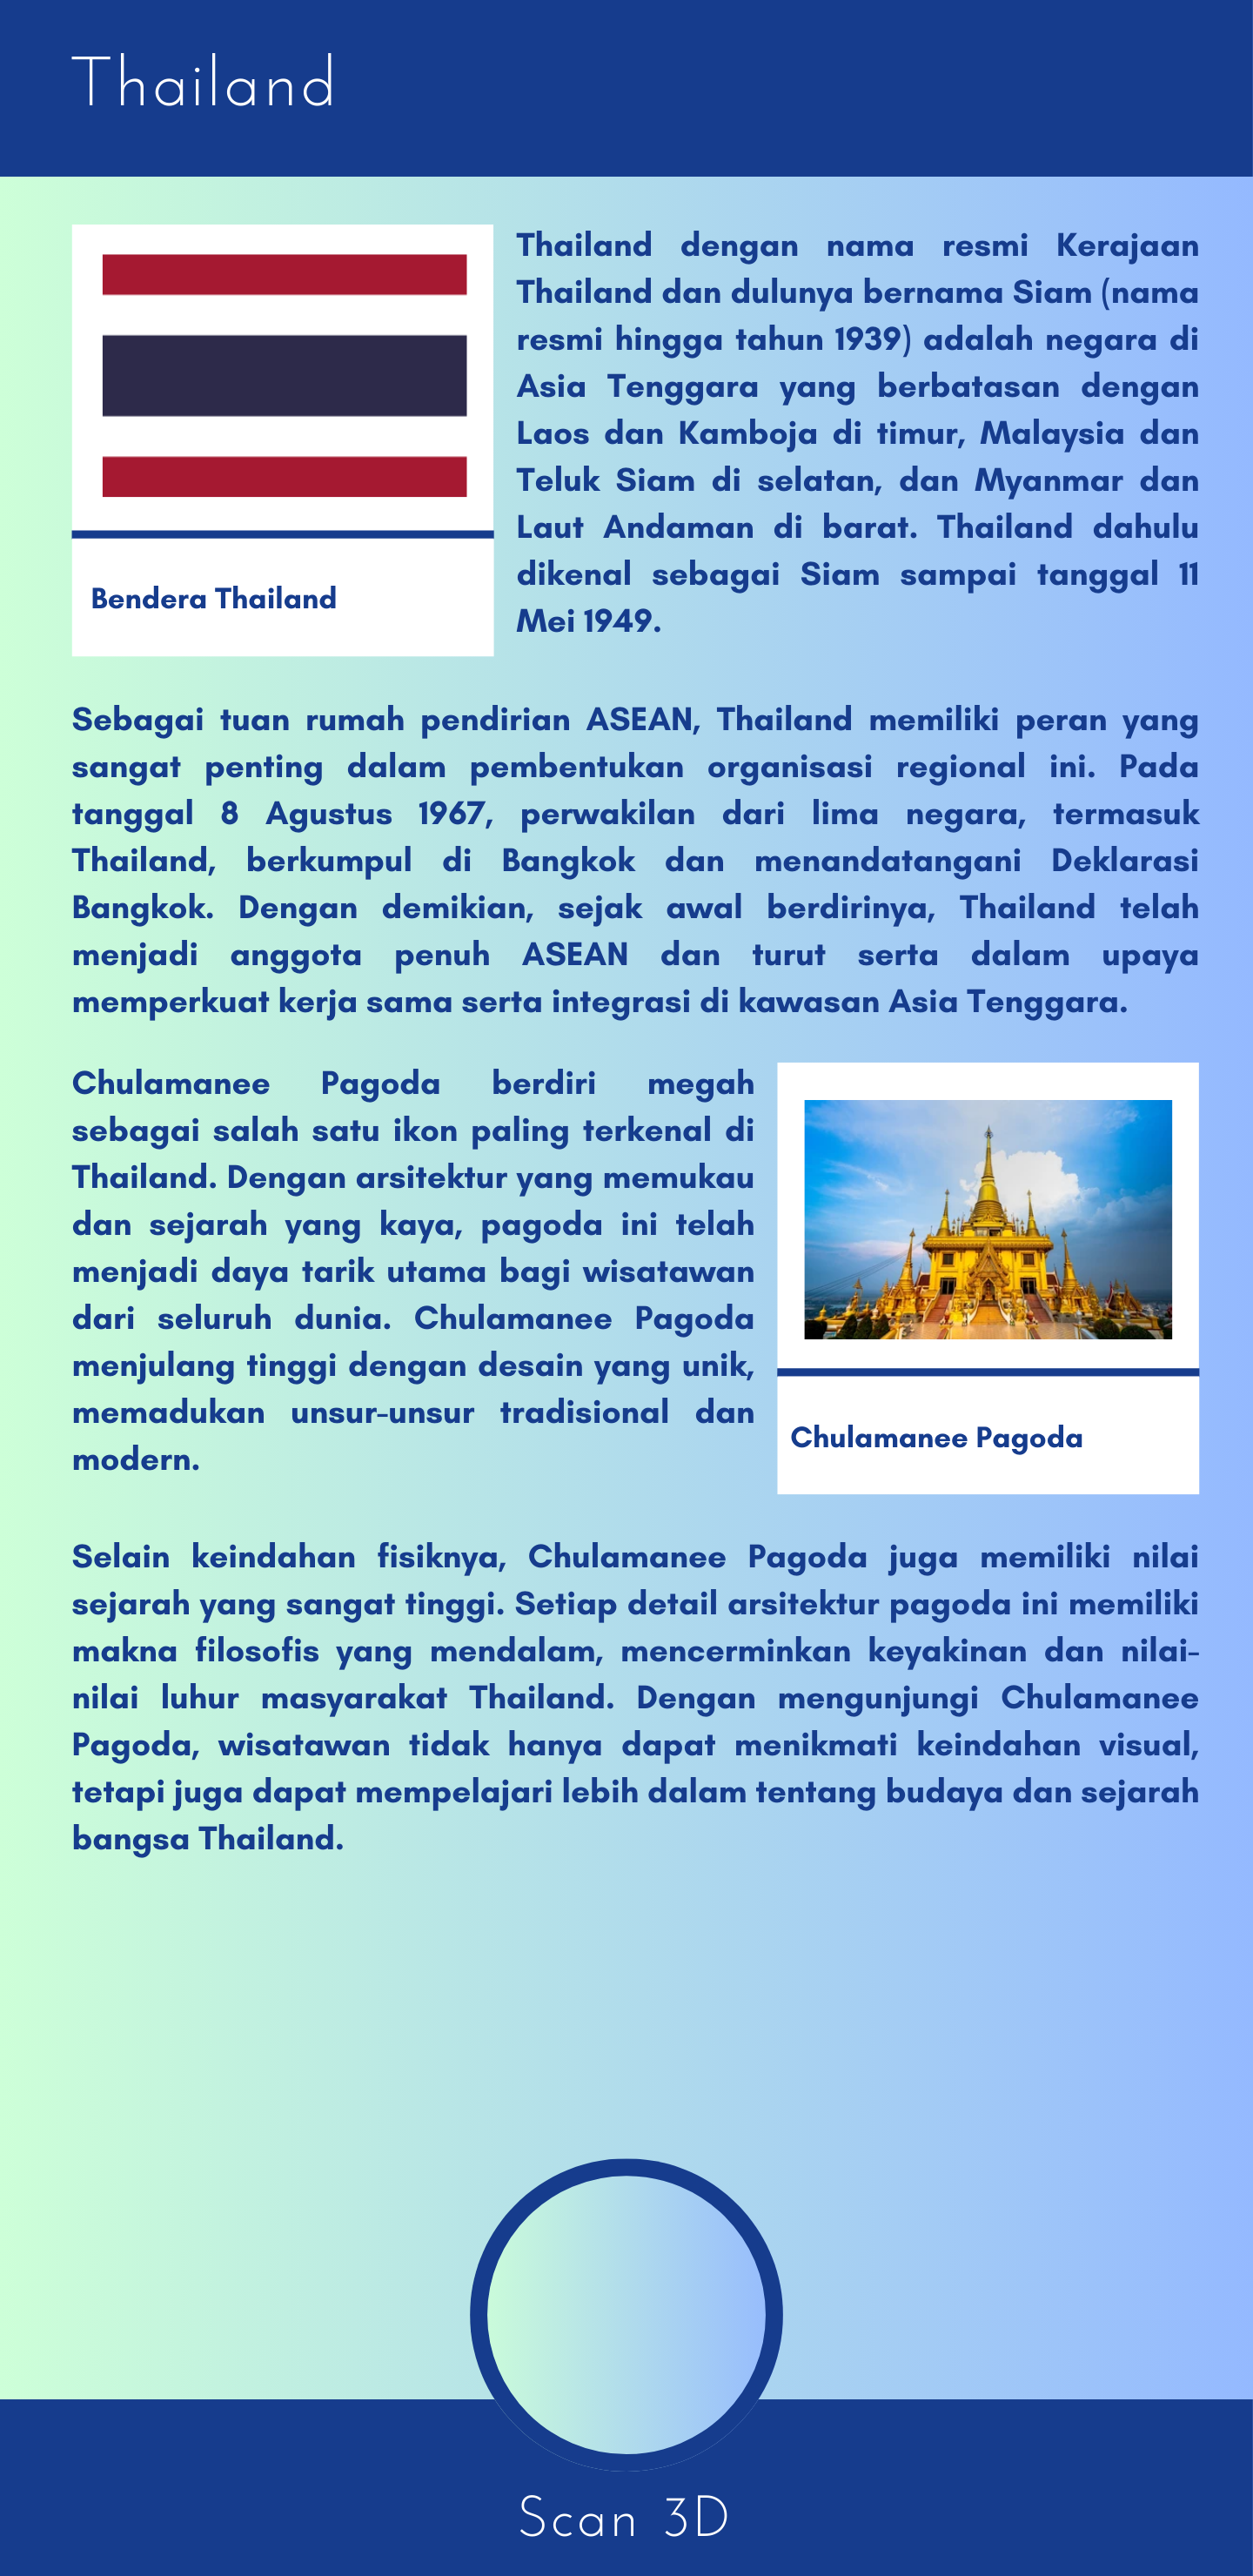 Thailand
Thailand dengan nama resmi Kerajaan
Thailand dan dulunya bernama Siam (nama
resmi hingga tahun 1939) adalah negara di
Asia Tenggara yang berbatasan dengan
Laos dan Kamboja di timur, Malaysia dan
Teluk Siam di selatan, dan Myanmar dan
Laut Andaman di barat. Thailand dahulu
dikenal sebagai Siam sampai tanggal 11
Mei 1949.
Bendera Thailand
Sebagai tuan rumah pendirian ASEAN, Thailand memiliki peran yang
sangat penting dalam pembentukan organisasi regional ini. Pada
tanggal 8 Agustus 1967, perwakilan dari lima negara, termasuk
Thailand, berkumpul di Bangkok dan menandatangani Deklarasi
Bangkok. Dengan demikian, sejak awal berdirinya, Thailand telah
menjadi anggota penuh ASEAN dan turut serta dalam upaya
memperkuat kerja sama serta integrasi di kawasan Asia Tenggara.
Chulamanee Pagoda berdiri megah
sebagai salah satu ikon paling terkenal di
Thailand. Dengan arsitektur yang memukau
dan sejarah yang kaya, pagoda ini telah
menjadi daya tarik utama bagi wisatawan
dari seluruh dunia. Chulamanee Pagoda
menjulang tinggi dengan desain yang unik,
memadukan unsur-unsur tradisional dan
modern.
Chulamanee Pagoda
Selain keindahan fisiknya, Chulamanee Pagoda juga memiliki nilai
sejarah yang sangat tinggi. Setiap detail arsitektur pagoda ini memiliki
makna filosofis yang mendalam, mencerminkan keyakinan dan nilai-
nilai luhur masyarakat Thailand. Dengan mengunjungi Chulamanee
Pagoda, wisatawan tidak hanya dapat menikmati keindahan visual,
tetapi juga dapat mempelajari lebih dalam tentang budaya dan sejarah
bangsa Thailand.
Scan 3D